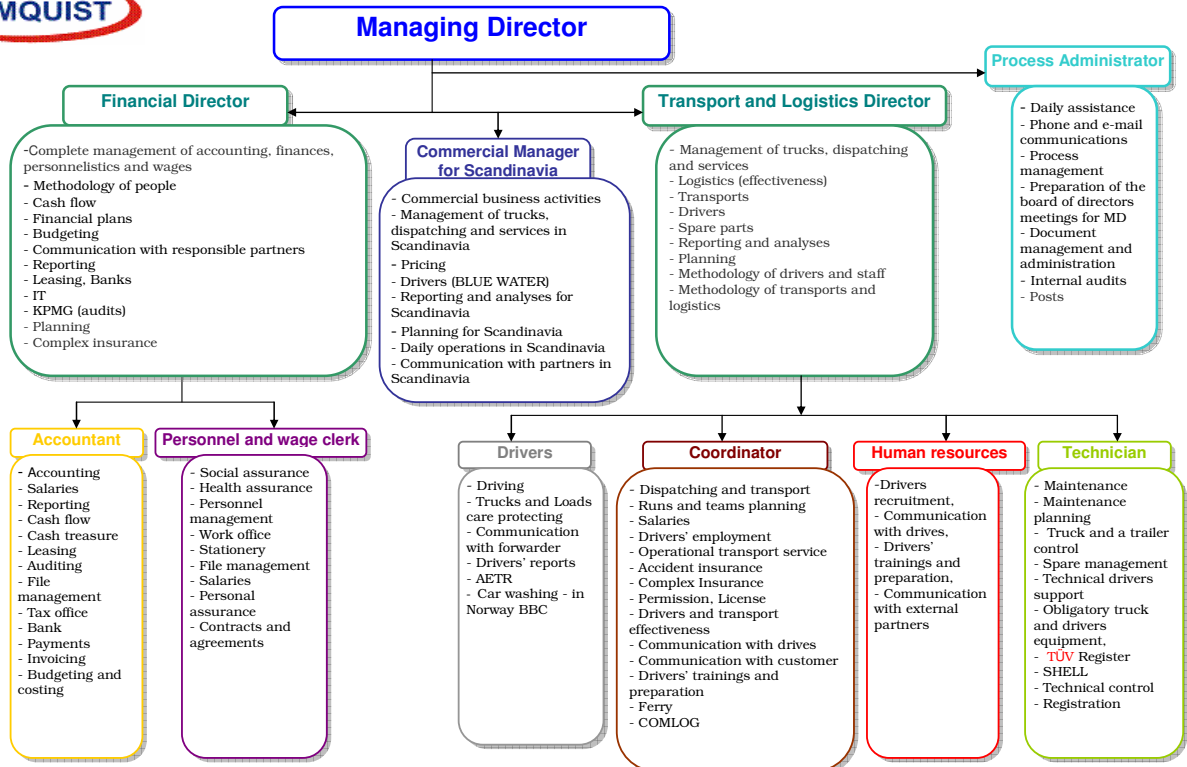 MQUIST
Managing Director
Process Administrator
- Daily assistance
- Phone and e-mail
communications
- Process
management
- Preparation of the
board of directors
meetings for MD
- Document
management and
administration
- Internal audits
- Posts
Financial Director
-Complete management of accounting, finances,
personnelistics and wages
- Methodology of people
- Cash flow
- Financial plans
- Budgeting
- Communication with responsible partners
- Reporting
- Leasing, Banks
- IT
- KPMG (audits)
- Planning
- Complex insurance
Commercial Manager
for Scandinavia
- Commercial business activities
- Management of trucks,
dispatching and services in
Scandinavia
- Pricing
- Drivers (BLUE WATER)
- Reporting and analyses for
Scandinavia
- Planning for Scandinavia
- Daily operations in Scandinavia
- Communication with partners in
Scandinavia
Transport and Logistics Director
- Management of trucks, dispatching
and services
- Logistics (effectiveness)
- Transports
- Drivers
- Spare parts
- Reporting and analyses
- Planning
- Methodology of drivers and staff
- Methodology of transports and
logistics
Accountant
- Accounting
- Salaries
- Reporting
- Cash flow
- Cash treasure
- Leasing
- Auditing
- File
management
- Tax office
- Bank
- Payments
- Invoicing
- Budgeting and
costing
Personnel and wage clerk
- Social assurance
- Health assurance
- Personnel
management
- Work office
- Stationery
- File management
- Salaries
- Personal
assurance
- Contracts and
agreements
Drivers
- Driving
- Trucks and Loads
care protecting
- Communication
with forwarder
- Drivers' reports
- AETR
- Car washing - in
Norway BBC
Coordinator
- Dispatching and transport
- Runs and teams planning
- Salaries
- Drivers' employment
- Operational transport service
- Accident insurance
- Complex Insurance
- Permission, License
- Drivers and transport
effectiveness
- Communication with drives
- Communication with customer
- Drivers' trainings and
preparation
- Ferry
- COMLOG
Human resources
-Drivers
recruitment,
- Communication
with drives,
- Drivers'
trainings and
preparation,
- Communication
with external
partners
Technician
- Maintenance
- Maintenance
planning
- Truck and a trailer
control
- Spare management
- Technical drivers
support
- Obligatory truck
and drivers
equipment,
- TÜV Register
- SHELL
- Technical control
- Registration